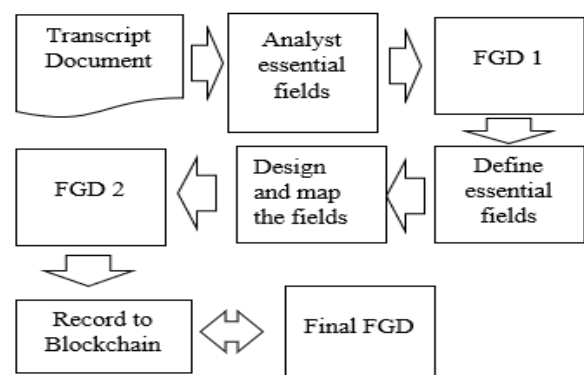 Transcript
Document
Analyst
essential
fields
FGD 1
Define
essential
fields
Design
and map
the fields
FGD 2
Record to
Blockchain
Final FGD